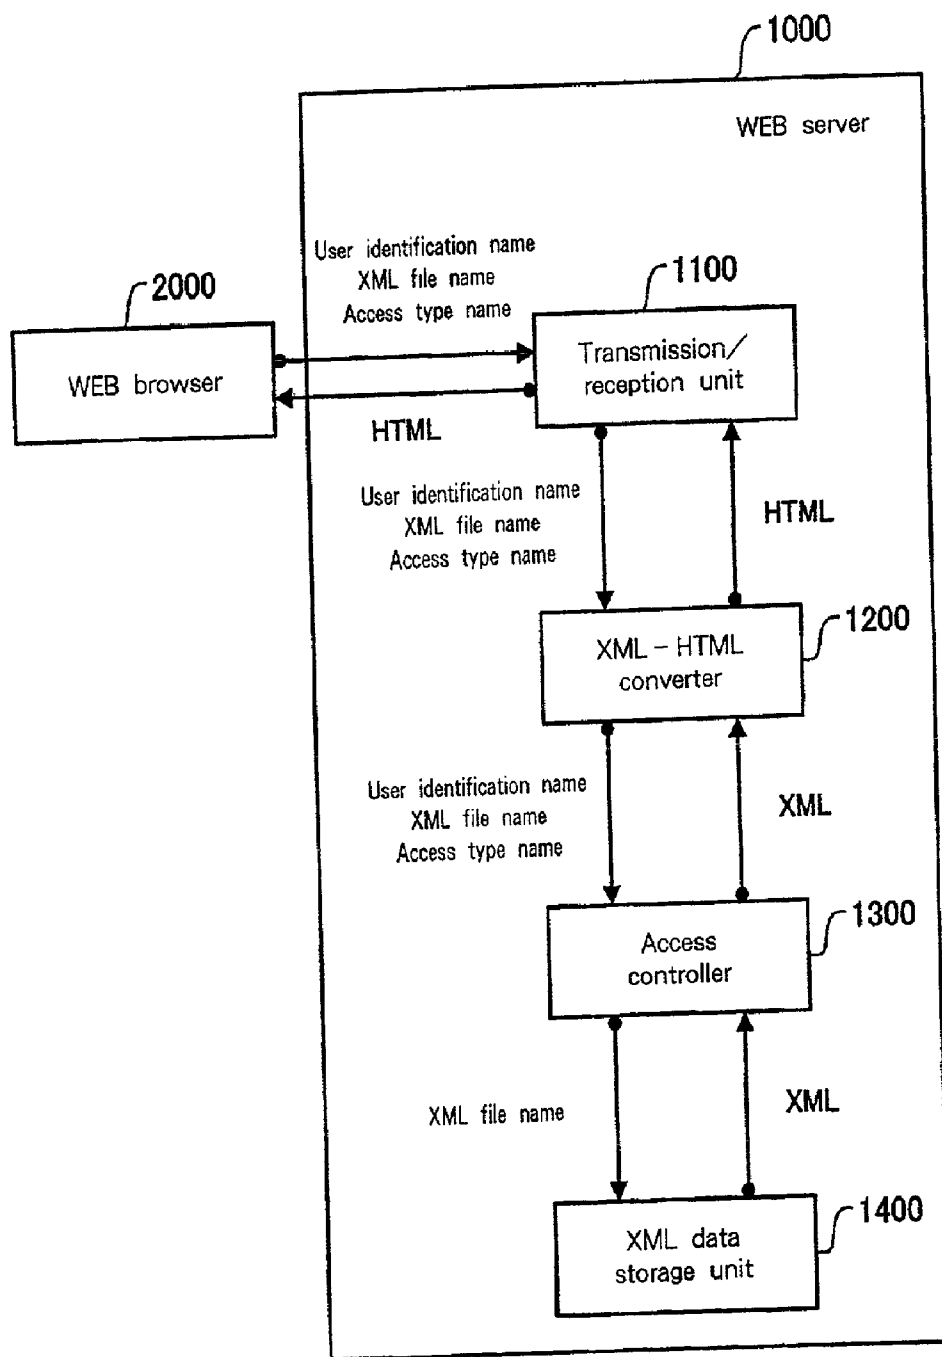 1000
WEB server
User identification name
XML file name
Access type name
2000
1100
WEB browser
Transmission/
reception unit
HTML
User identification name
XML file name
Access type name
HTML
1200
XML-HTML
converter
User identification name
XML file name
Access type name
XML
1300
Access
controller
XML file name
XML
1400
XML data
storage unit